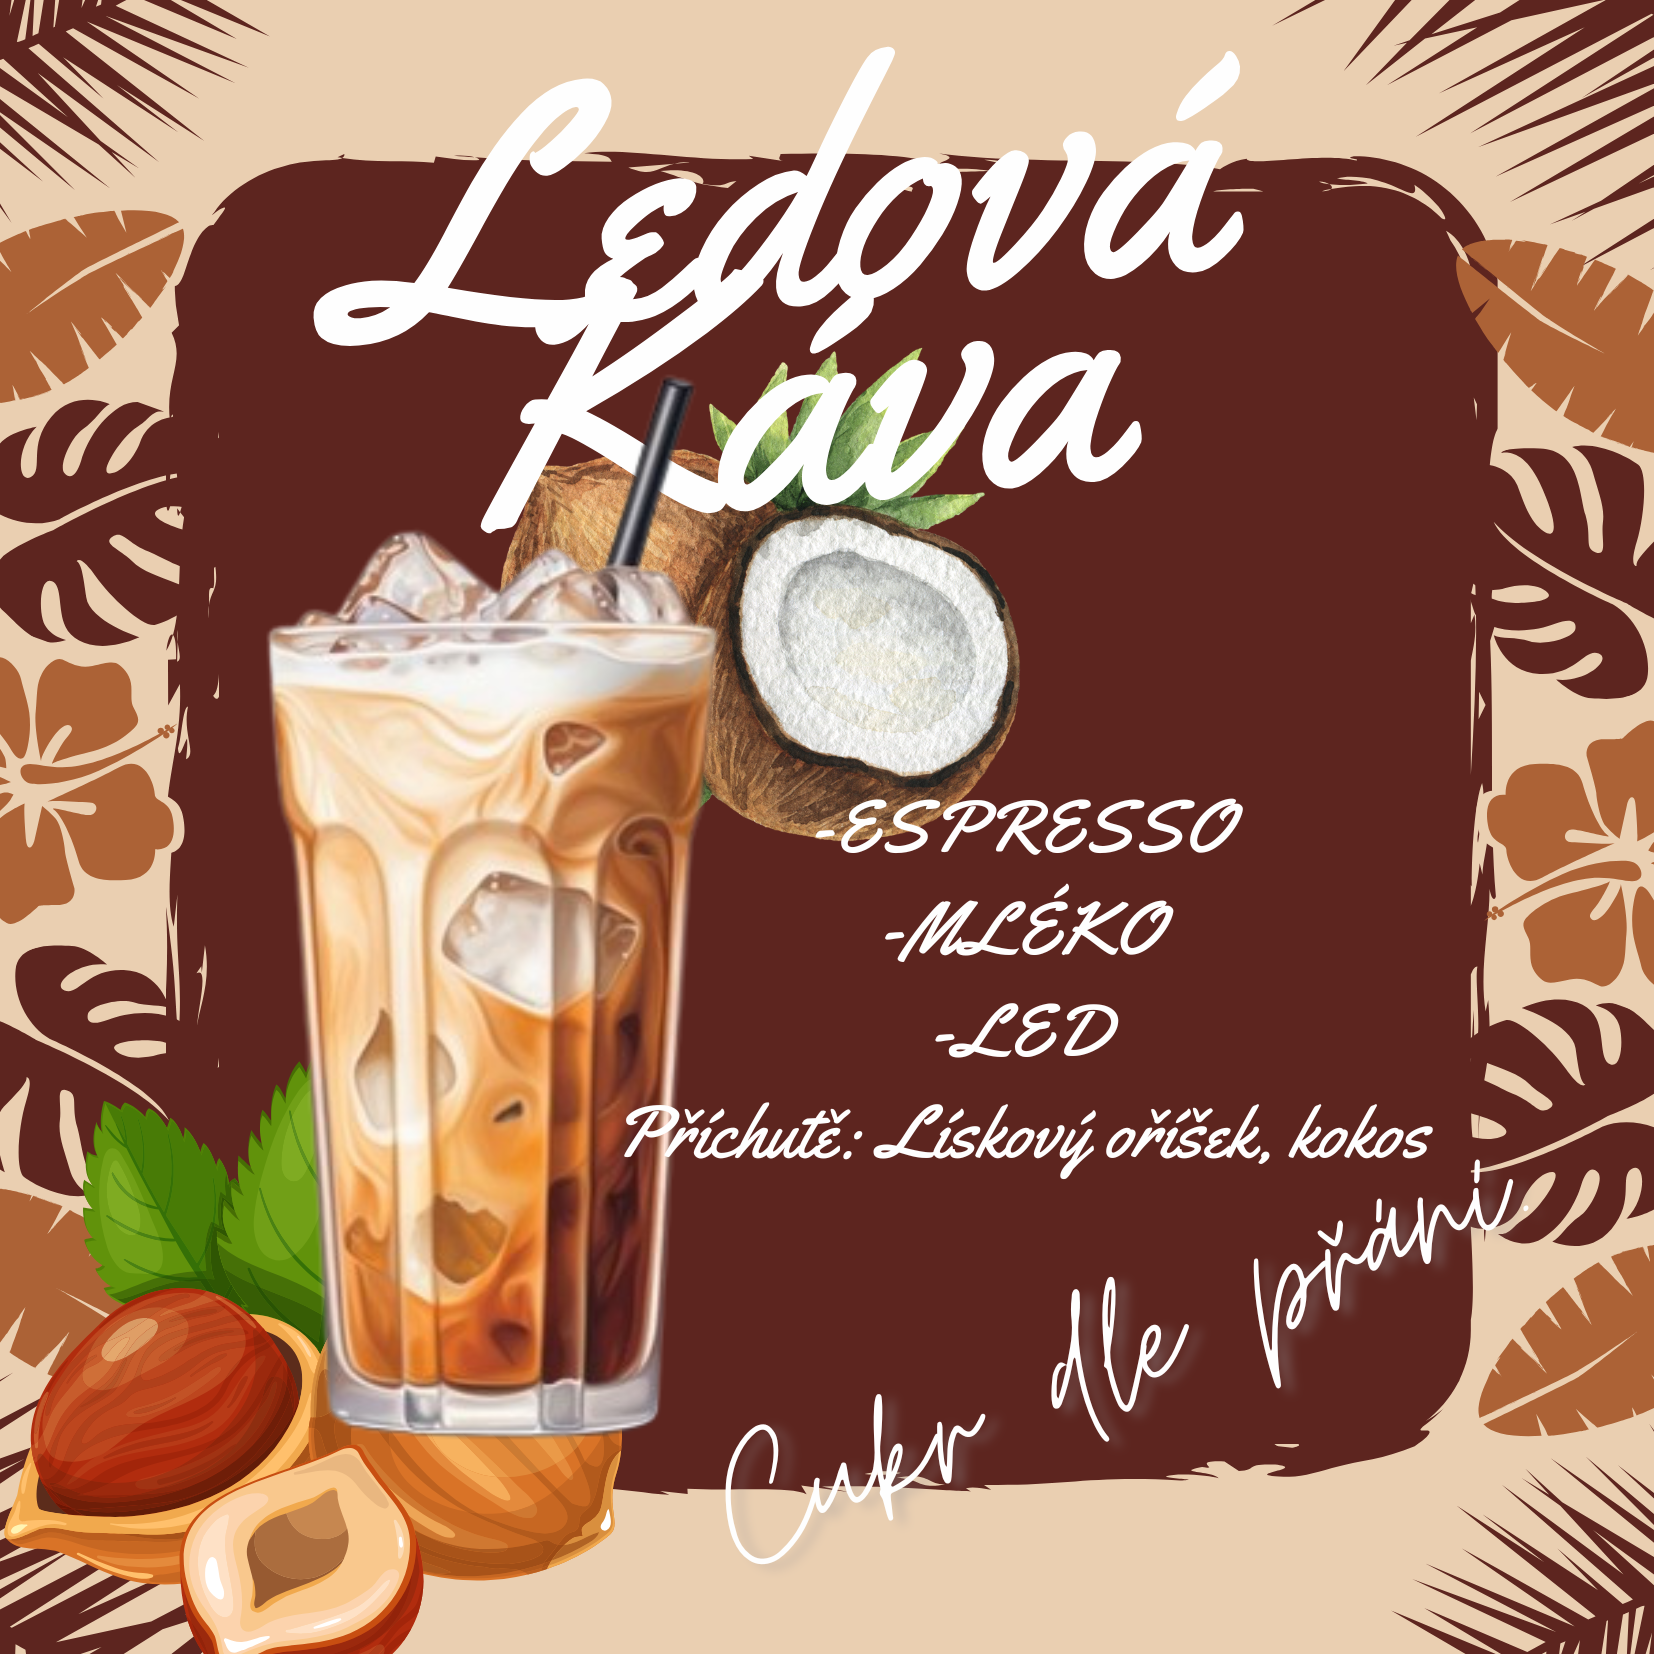 Ledová
Káva
-ESPRESSO
-MLÉKO
-LED
Příchutě: Lískový oříšek, kokos
Cukr dle přání.